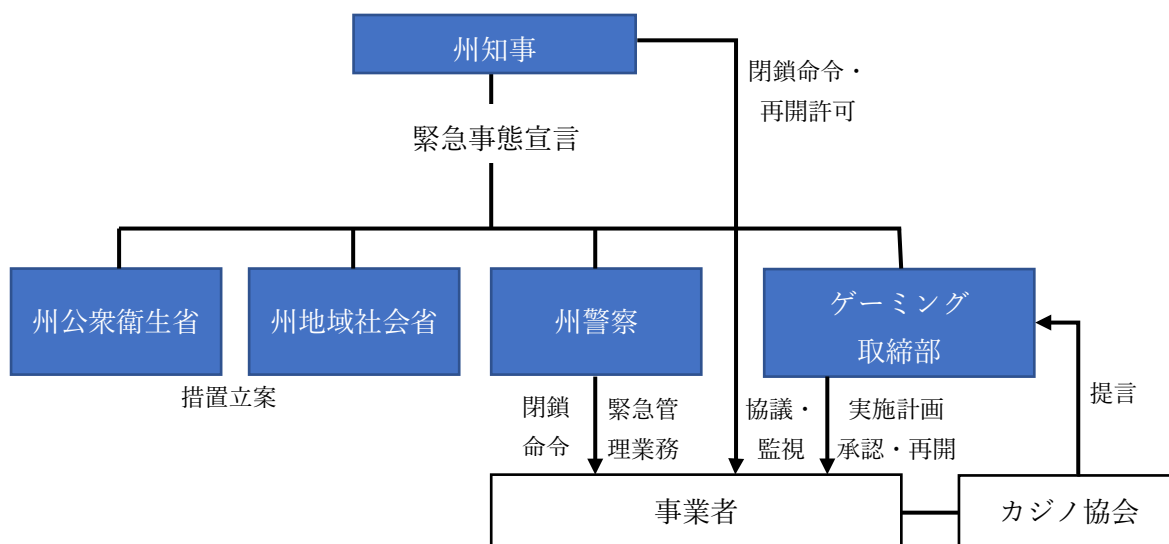 州知事
閉鎖命令・
再開許可
緊急事態宣言
州公衆衛生省
州地域社会省
州警察
ゲーミング
取締部
措置立案
閉鎖
命令
緊急管
理業務
協議・
監視
実施計画
承認・再開
提言
事業者
カジノ協会